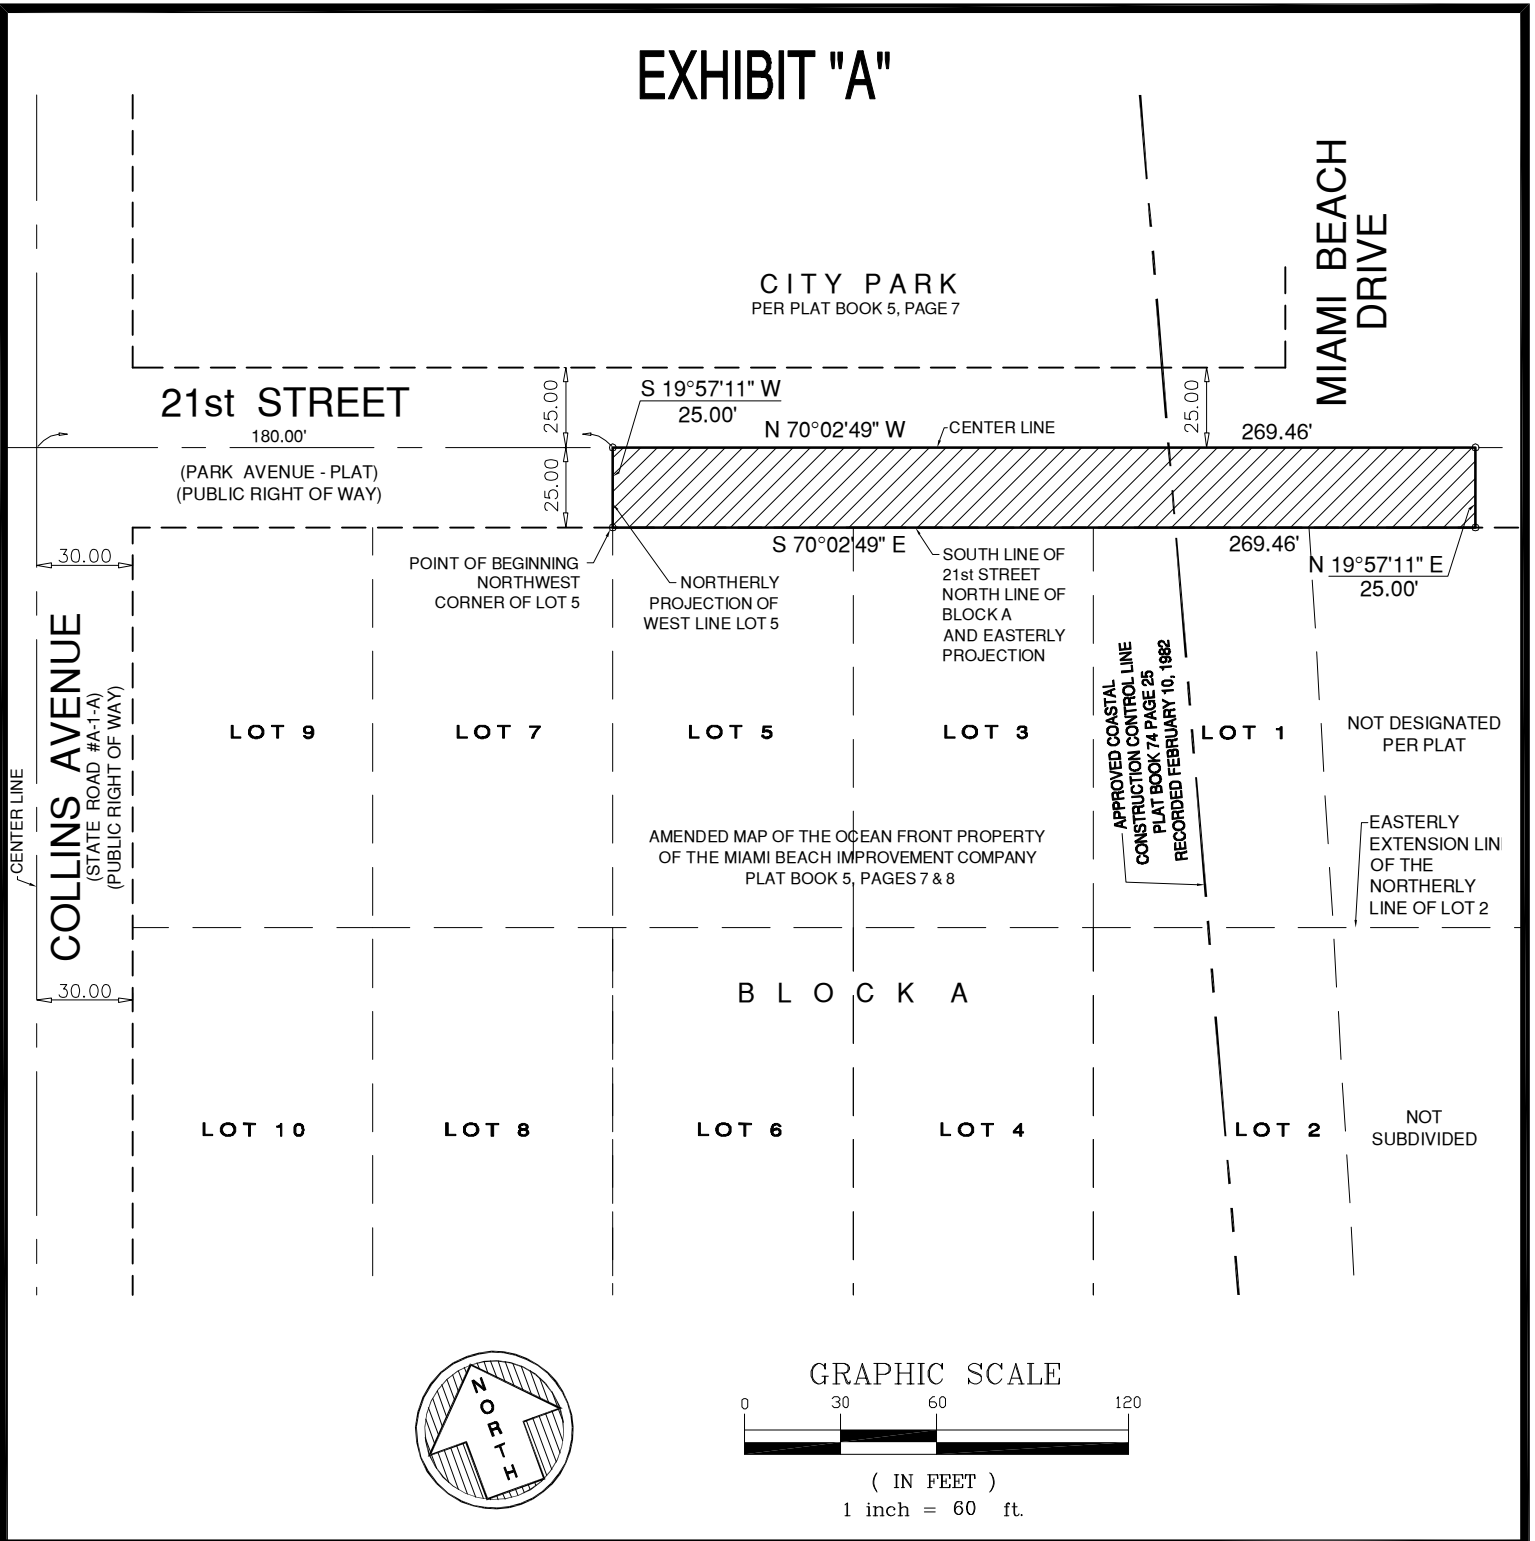 EXHIBIT "A"
MIAMI BEACH
DRIVE
CITY PARK
PER PLAT BOOK 5, PAGE 7
21st STREET
180.00'
(PARK AVENUE - PLAT)
(PUBLIC RIGHT OF WAY)
25.00
25.00
S 19°57'11" W
25.00'
N 70°02'49" W
CENTER LINE
25.00
269.46'
S 70°02'49" E
269.46'
N 19°57'11" E
25.00'
30.00
POINT OF BEGINNING
NORTHWEST
CORNER OF LOT 5
NORTHERLY
PROJECTION OF
WEST LINE LOT 5
SOUTH LINE OF
21st STREET
NORTH LINE OF
BLOCK A
AND EASTERLY
PROJECTION
CENTER LINE
COLLINS AVENUE
(STATE ROAD #A-1-A)
(PUBLIC RIGHT OF WAY)
LOT 9
LOT 7
LOT 5
LOT 3
APPROVED COASTAL
CONSTRUCTION CONTROL LINE
PLAT BOOK 74 PAGE 25
RECORDED FEBRUARY 10, 1982
LOT 1
NOT DESIGNATED
PER PLAT
AMENDED MAP OF THE OCEAN FRONT PROPERTY
OF THE MIAMI BEACH IMPROVEMENT COMPANY
PLAT BOOK 5, PAGES 7 & 8
EASTERLY
EXTENSION LIN
OF THE
NORTHERLY
LINE OF LOT 2
30.00
BLOCK A
LOT 10
LOT 8
LOT 6
LOT 4
LOT 2
NOT
SUBDIVIDED
NORTH
GRAPHIC SCALE
0 30 60 120
( IN FEET )
1 inch = 60 ft.